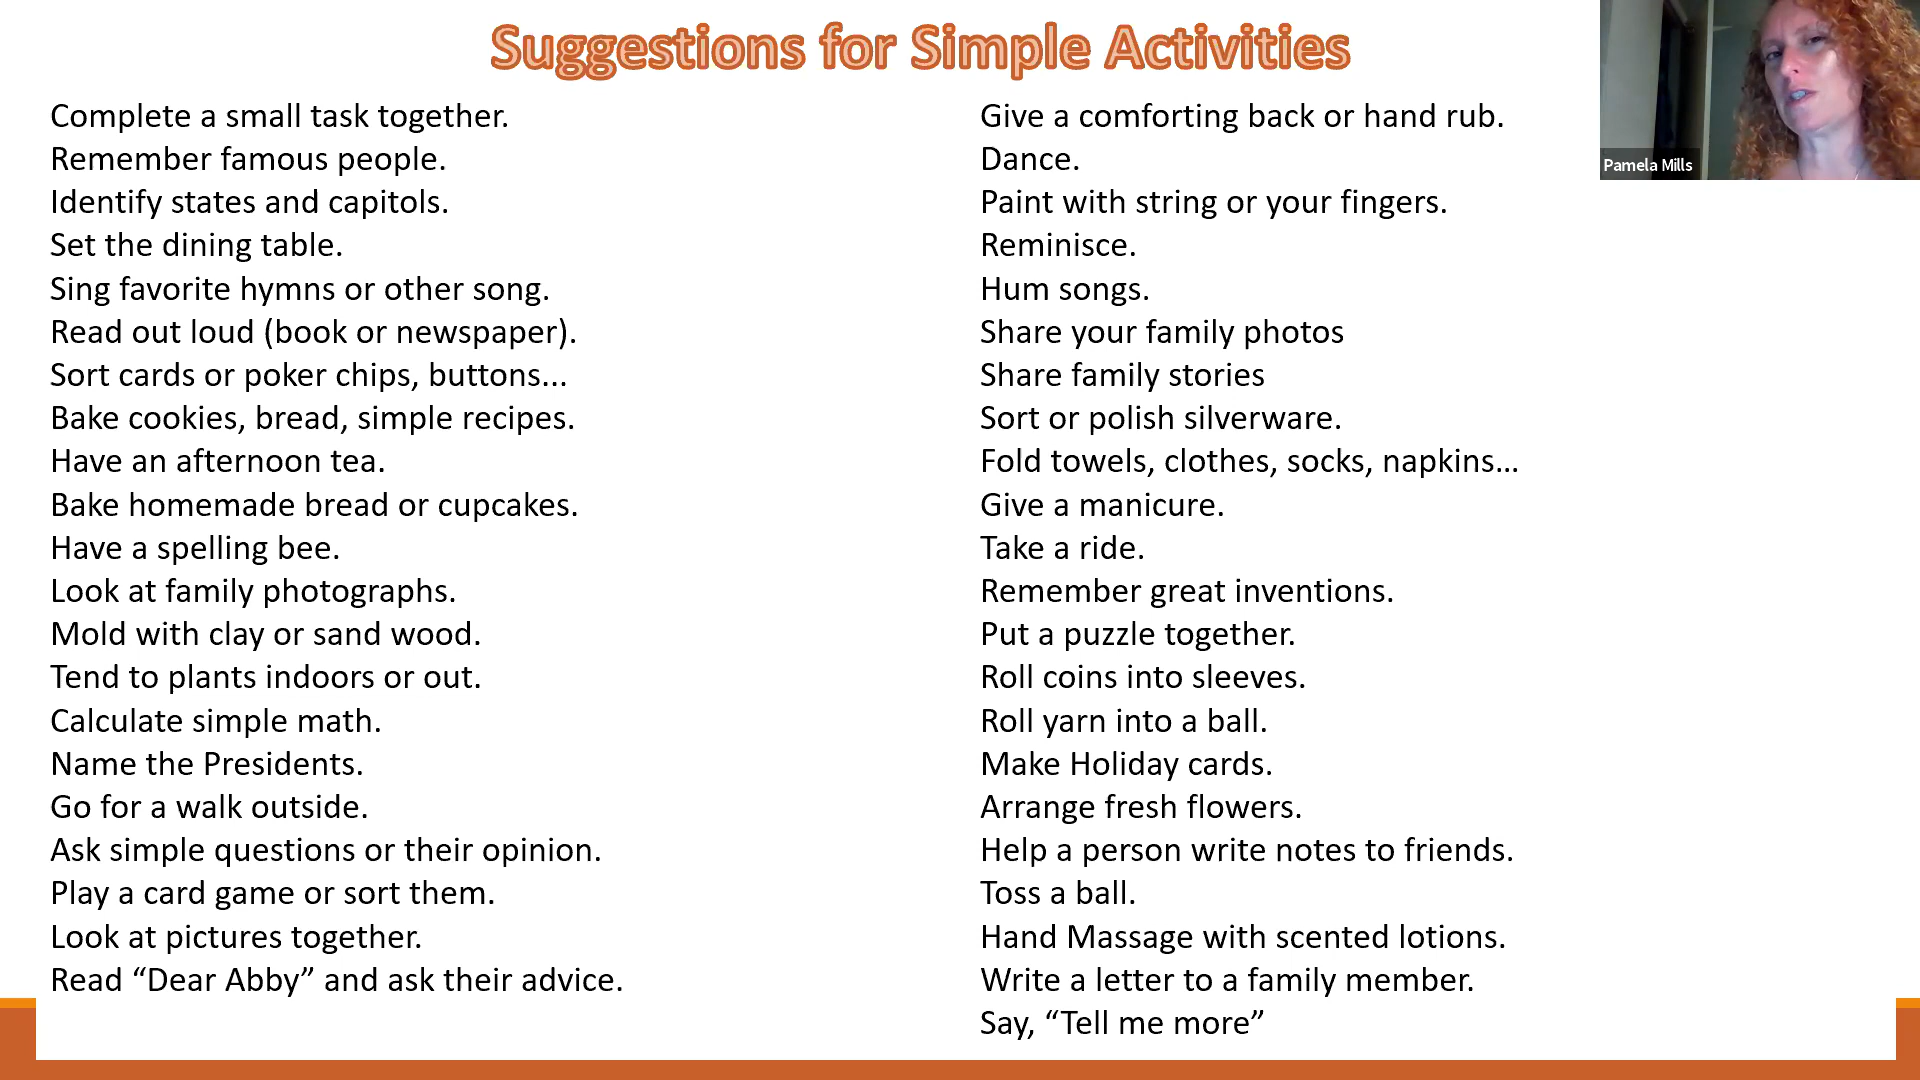 Suggestions for Simple Activities
Complete a small task together.
Remember famous people.
Identify states and capitols.
Set the dining table.
Sing favorite hymns or other song.
Read out loud (book or newspaper).
Sort cards or poker chips, buttons...
Bake cookies, bread, simple recipes.
Have an afternoon tea.
Bake homemade bread or cupcakes.
Have a spelling bee.
Look at family photographs.
Mold with clay or sand wood.
Tend to plants indoors or out.
Calculate simple math.
Name the Presidents.
Go for a walk outside.
Ask simple questions or their opinion.
Play a card game or sort them.
Look at pictures together.
Read “Dear Abby” and ask their advice.
Give a comforting back or hand rub.
Dance.
Paint with string or your fingers.
Reminisce.
Hum songs.
Share your family photos
Share family stories
Sort or polish silverware.
Fold towels, clothes, socks, napkins…
Give a manicure.
Take a ride.
Remember great inventions.
Put a puzzle together.
Roll coins into sleeves.
Roll yarn into a ball.
Make Holiday cards.
Arrange fresh flowers.
Help a person write notes to friends.
Toss a ball.
Hand Massage with scented lotions.
Write a letter to a family member.
Say, “Tell me more”
Pamela Mills